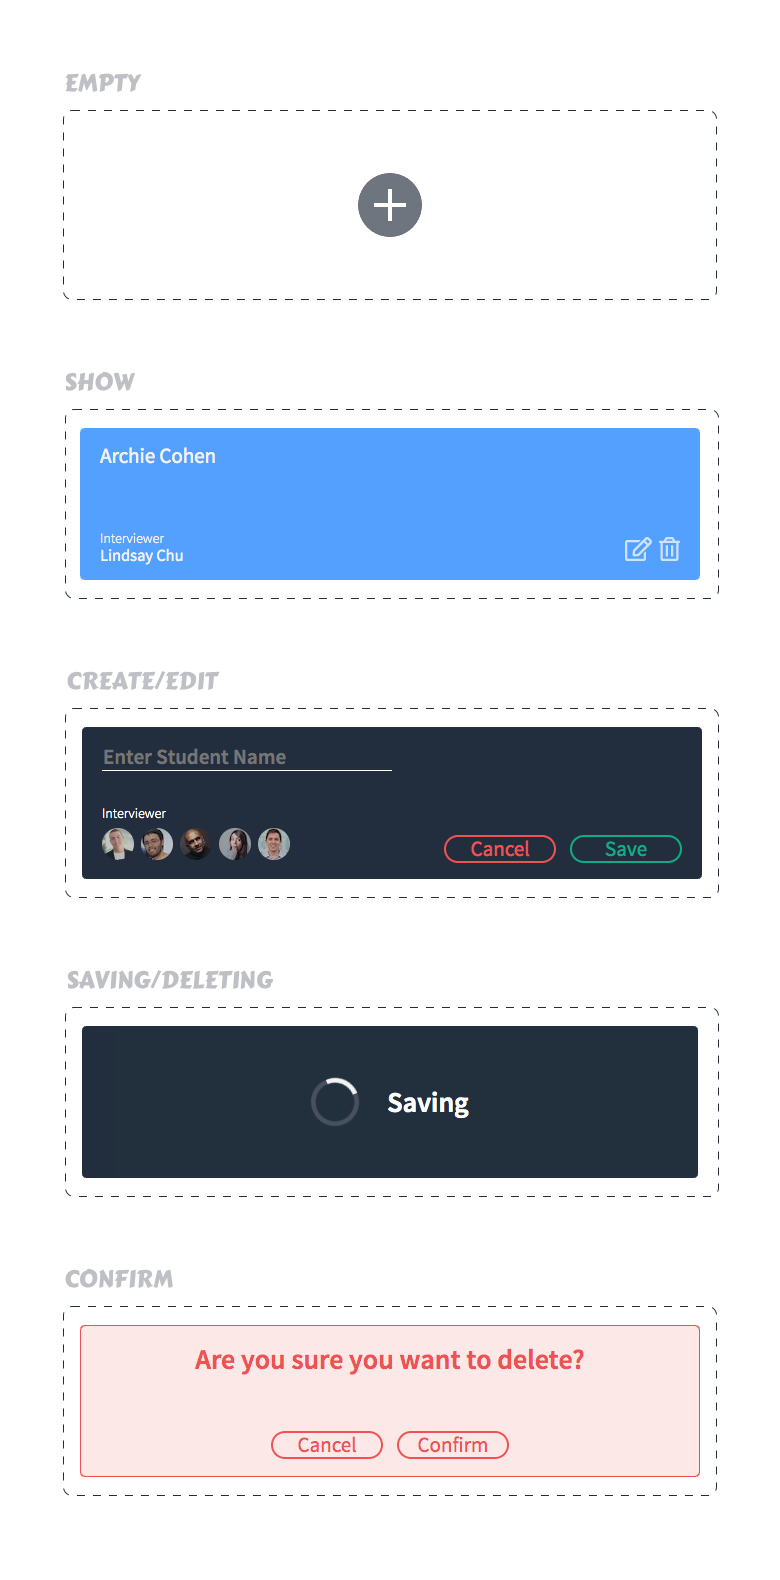 EMPTY
SHOW
Archie Cohen
Interviewer
Lindsay Chu
CREATE/EDIT
Enter Student Name
Interviewer
Cancel Save
SAVING/DELETING
Saving
CONFIRM
Are you sure you want to delete?
Cancel Confirm